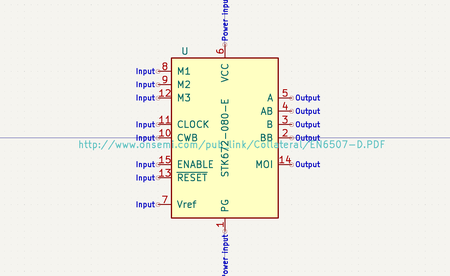 Power Input
6
U
VCC
Input 8 M1
Input 9 M2
Input 12 M3
A 5 Output
AB 4 Output
Input 11 CLOCK
B 3 Output
Input 10 CWB
BB 2 Output
http://www.onsemi.com/pub_link/Collateral/EN6507-D.PDF
STK672-080-E
Input 15 ENABLE
MOI 14 Output
Input 13 RESET
Input 7 Vref
PG
1
Power Input